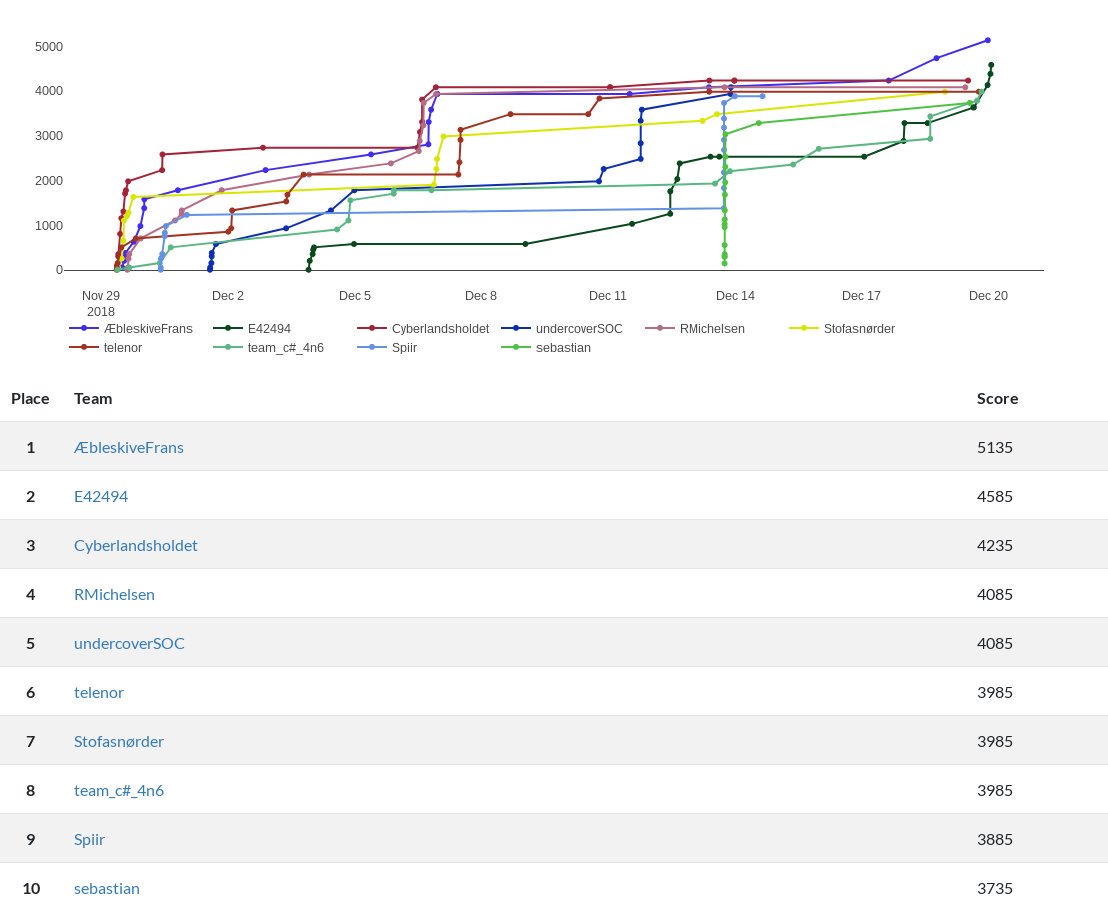 5000
4000
3000
2000
1000
0
Nov 29 Dec 2 Dec 5 Dec 8 Dec 11 Dec 14 Dec 17 Dec 20
2018
ÆbleskiveFrans E42494 Cyberlandsholdet undercoverSOC RMichelsen Stofasnørder
telenor team_c#_4n6 Spiir sebastian
Place Team Score
1 ÆbleskiveFrans 5135
2 E42494 4585
3 Cyberlandsholdet 4235
4 RMichelsen 4085
5 undercoverSOC 4085
6 telenor 3985
7 Stofasnørder 3985
8 team_c#_4n6 3985
9 Spiir 3885
10 sebastian 3735